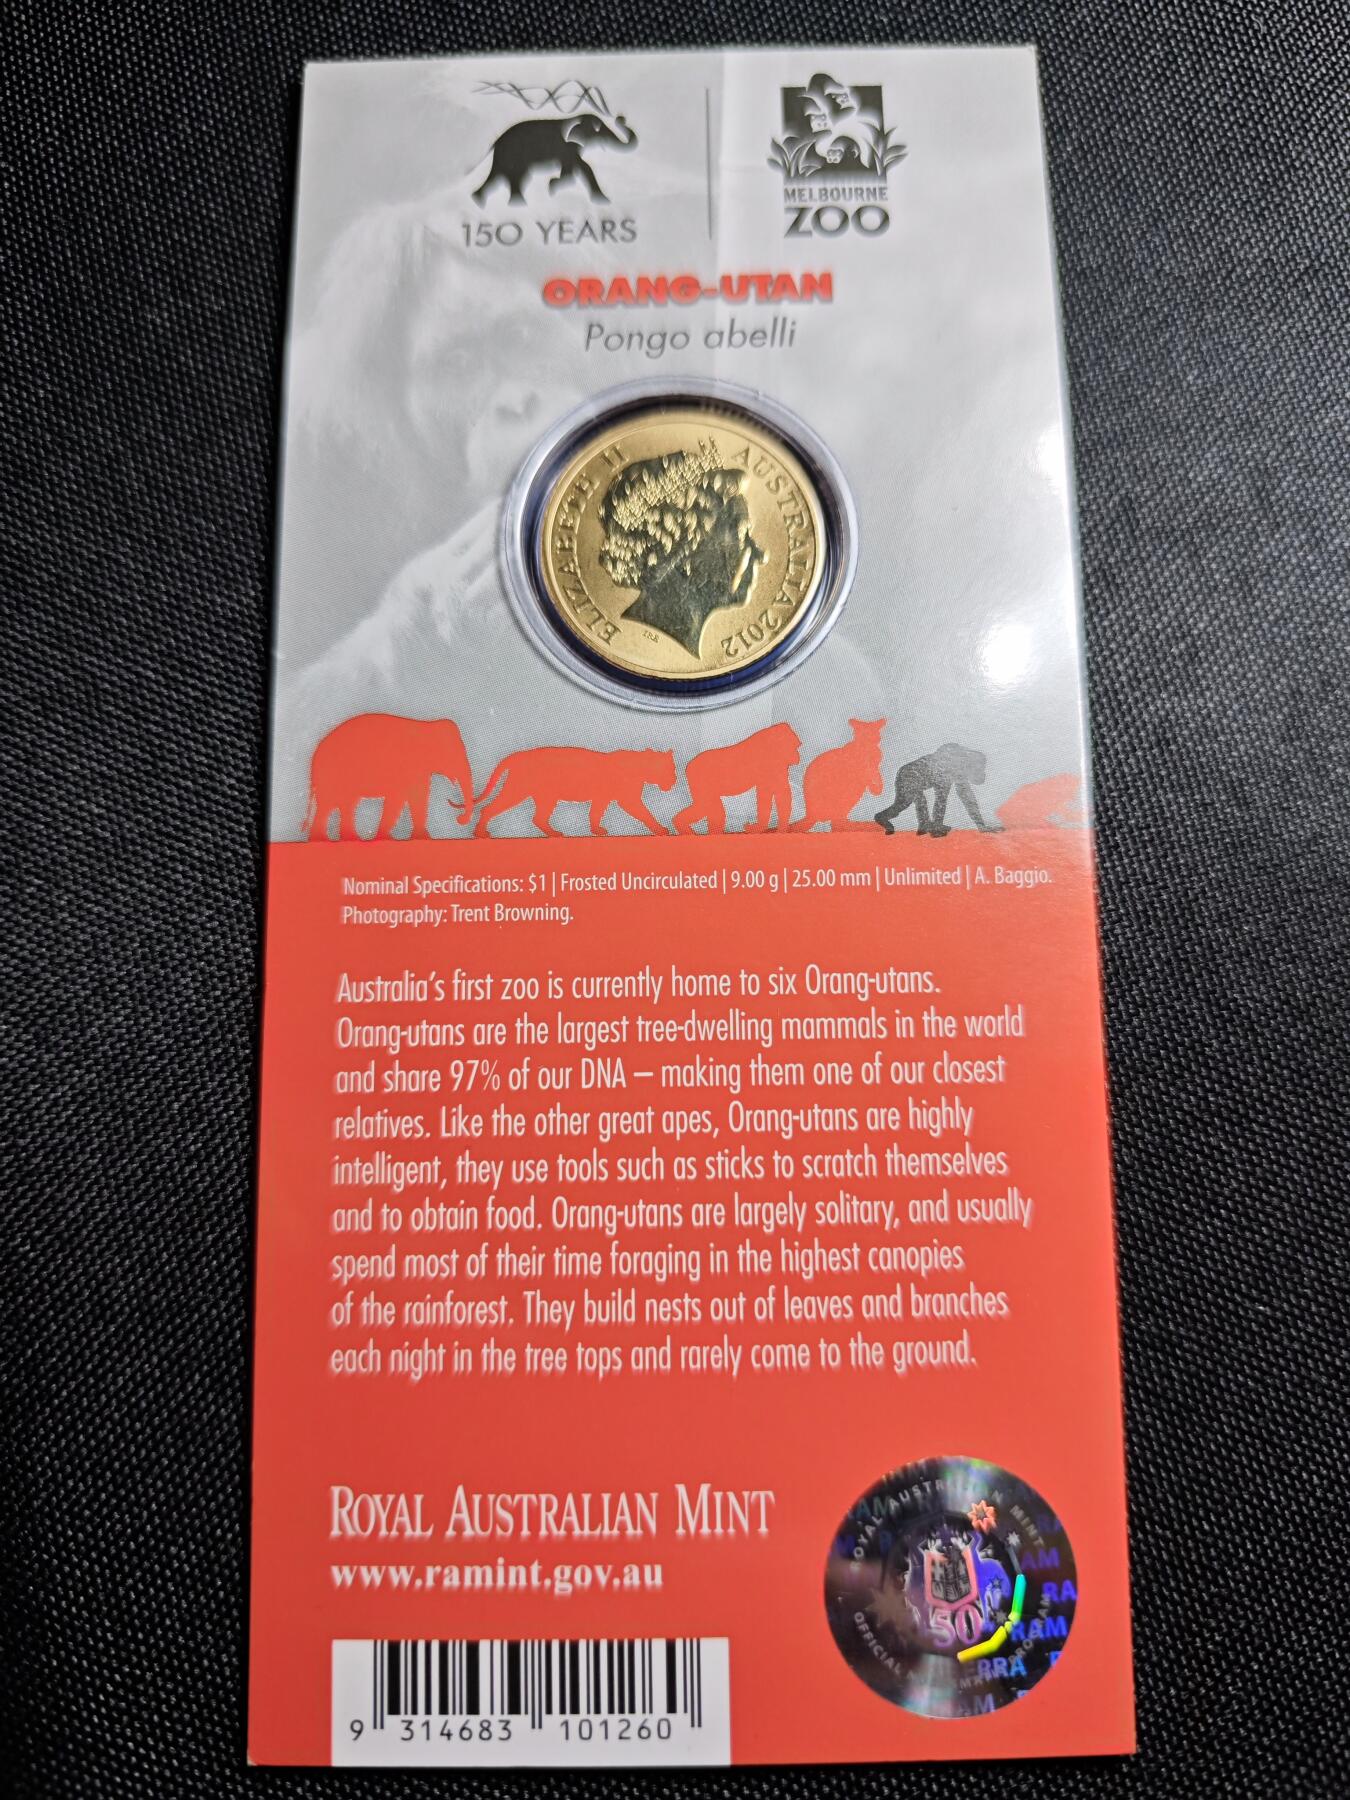 150 YEARS
MELBOURNE
ZOO
ORANG-UTAN
Pongo abelli
ELIZABETH II AUSTRALIA 2012
IRB
Nominal Specifications: $1 | Frosted Uncirculated | 9.00 g | 25.00 mm | Unlimited | A. Baggio.
Photography: Trent Browning.
Australia's first zoo is currently home to six Orang-utans.
Orang-utans are the largest tree-dwelling mammals in the world
and share 97% of our DNA – making them one of our closest
relatives. Like the other great apes, Orang-utans are highly
intelligent, they use tools such as sticks to scratch themselves
and to obtain food. Orang-utans are largely solitary, and usually
spend most of their time foraging in the highest canopies
of the rainforest. They build nests out of leaves and branches
each night in the tree tops and rarely come to the ground.
ROYAL AUSTRALIAN MINT
www.ramint.gov.au
ROYAL AUSTRALIAN MINT
50
OFFICIAL
9 314683 101260